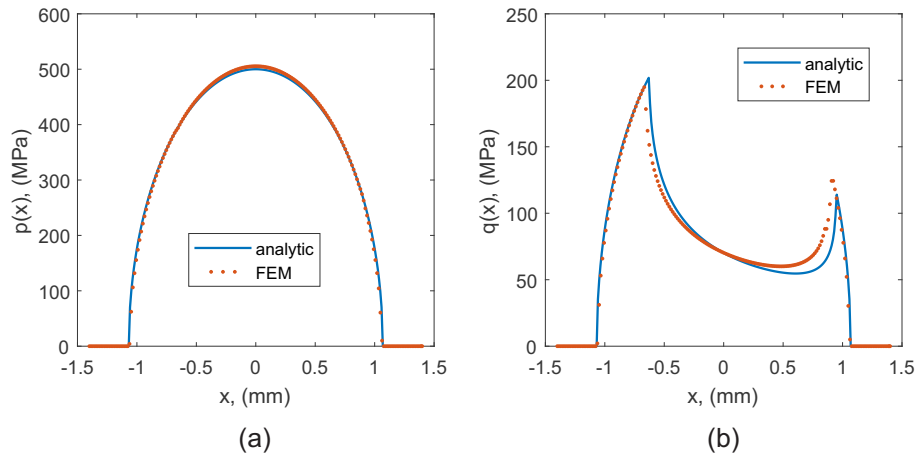 600
500
400
300
200
100
0
p(x), (MPa)
analytic
FEM
-1.5 -1 -0.5 0 0.5 1 1.5
x, (mm)
(a)
250
200
150
100
50
0
q(x), (MPa)
analytic
FEM
-1.5 -1 -0.5 0 0.5 1 1.5
x, (mm)
(b)